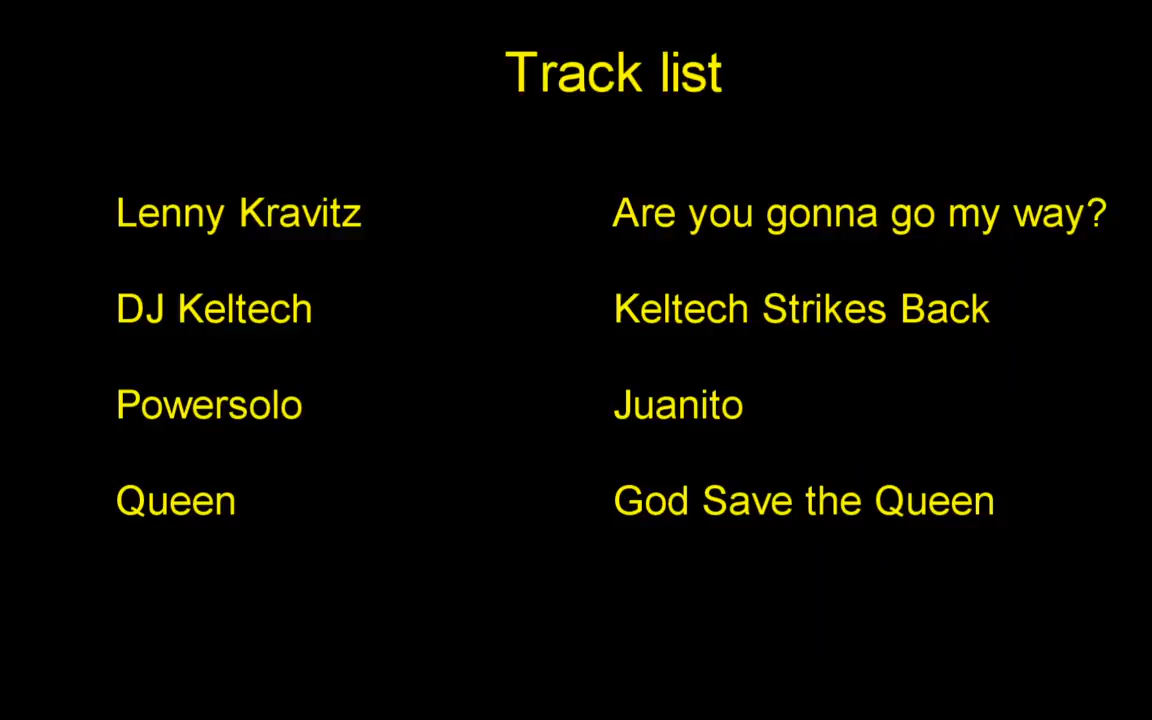 Track list
Lenny Kravitz Are you gonna go my way?
DJ Keltech Keltech Strikes Back
Powersolo Juanito
Queen God Save the Queen